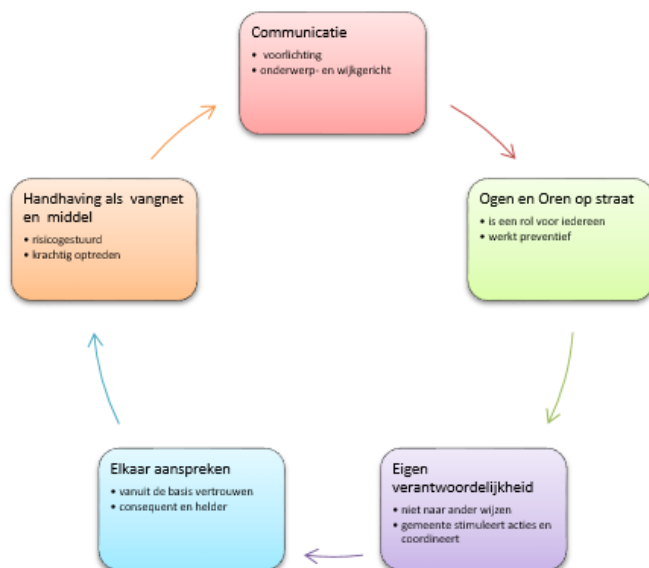 Communicatie
• voorlichting
• onderwerp- en wijkgericht
Ogen en Oren op straat
• is een rol voor iedereen
• werkt preventief
Eigen
verantwoordelijkheid
• niet naar ander wijzen
• gemeente stimuleert acties en
coordineert
Elkaar aanspreken
• vanuit de basis vertrouwen
• consequent en helder
Handhaving als vangnet
en middel
• risicogestuurd
• krachtig optreden